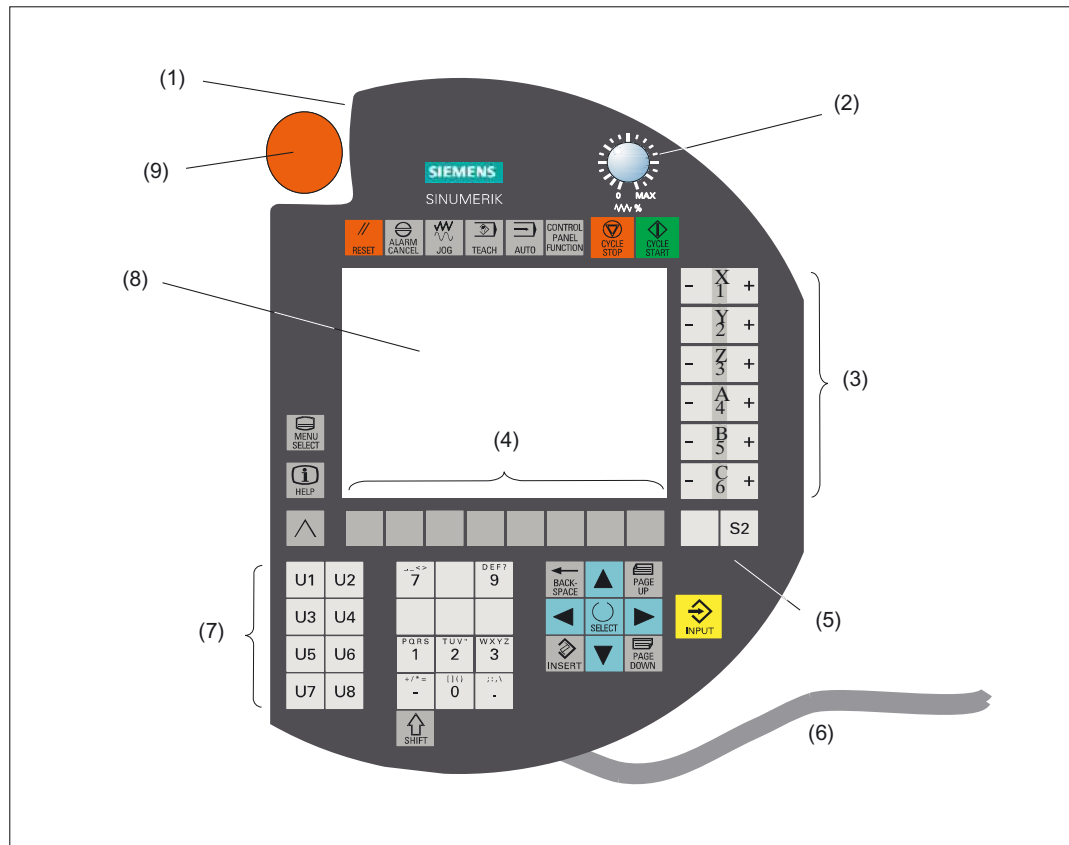 (1)
(2)
(9)
SIEMENS
SINUMERIK
0 MAX
%
RESET
ALARM
CANCEL
JOG
TEACH
AUTO
CONTROL
PANEL
FUNCTION
CYCLE
STOP
CYCLE
START
(8)
- X 1 +
- Y 2 +
- Z 3 +
- A 4 +
- B 5 +
- C 6 +
(3)
MENU
SELECT
(4)
HELP
S2
(5)
U1 U2
U3 U4
U5 U6
U7 U8
(7)
7
DEF?
9
PQRS
1
TUV"
2
WXYZ
3
+/*=
-
[]()
0
;:,\
.
SHIFT
BACK-
SPACE
PAGE
UP
SELECT
INSERT
PAGE
DOWN
INPUT
(6)